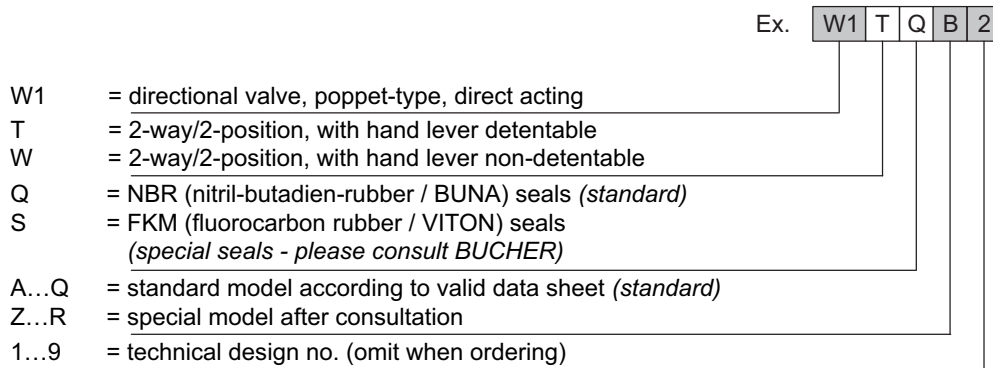 Ex. W1 T Q B 2
W1 = directional valve, poppet-type, direct acting
T = 2-way/2-position, with hand lever detentable
W = 2-way/2-position, with hand lever non-detentable
Q = NBR (nitril-butadien-rubber / BUNA) seals (standard)
S = FKM (fluorocarbon rubber / VITON) seals
(special seals - please consult BUCHER)
A…Q = standard model according to valid data sheet (standard)
Z…R = special model after consultation
1…9 = technical design no. (omit when ordering)